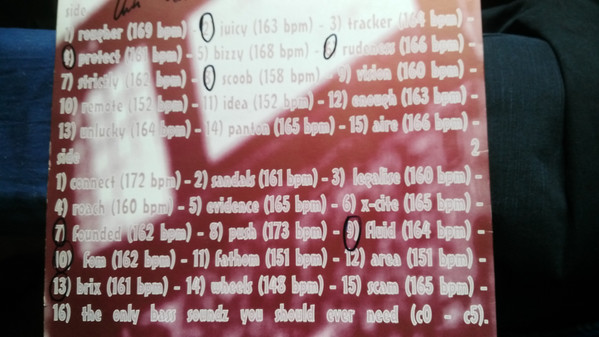 side
1) rougher (169 bpm) - 2) juicy (163 bpm) - 3) tracker (164 bpm) -
4) protect (161 bpm) - 5) bizzy (168 bpm) - 6) rudeness (166 bpm) -
7) strictly (162 bpm) - 8) scoob (158 bpm) - 9) vision (160 bpm) -
10) remote (152 bpm) - 11) idea (152 bpm) - 12) enough (163 bpm) -
13) unlucky (164 bpm) - 14) panton (165 bpm) - 15) aire (166 bpm) -
side 2
1) connect (172 bpm) - 2) sandals (161 bpm) - 3) legalise (160 bpm) -
4) roach (160 bpm) - 5) evidence (165 bpm) - 6) x-cite (165 bpm) -
7) founded (162 bpm) - 8) push (173 bpm) - 9) fluid (164 bpm) -
10) fom (162 bpm) - 11) fathom (151 bpm) - 12) area (151 bpm) -
13) brix (161 bpm) - 14) wheels (148 bpm) - 15) scam (165 bpm) -
16) the only bass soundz you should ever need (c0 - c5).